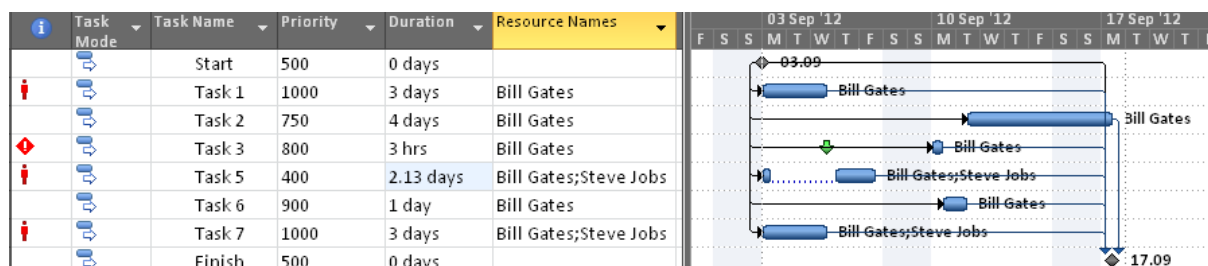 Task Mode Task Name Priority Duration Resource Names 03 Sep '12 10 Sep '12 17 Sep '12
F S S M T W T F S S M T W T F S S M T W T
Start 500 0 days 03.09
Task 1 1000 3 days Bill Gates Bill Gates
Task 2 750 4 days Bill Gates Bill Gates
Task 3 800 3 hrs Bill Gates Bill Gates
Task 5 400 2.13 days Bill Gates;Steve Jobs Bill Gates;Steve Jobs
Task 6 900 1 day Bill Gates Bill Gates
Task 7 1000 3 days Bill Gates;Steve Jobs Bill Gates;Steve Jobs
Finish 500 0 days 17.09